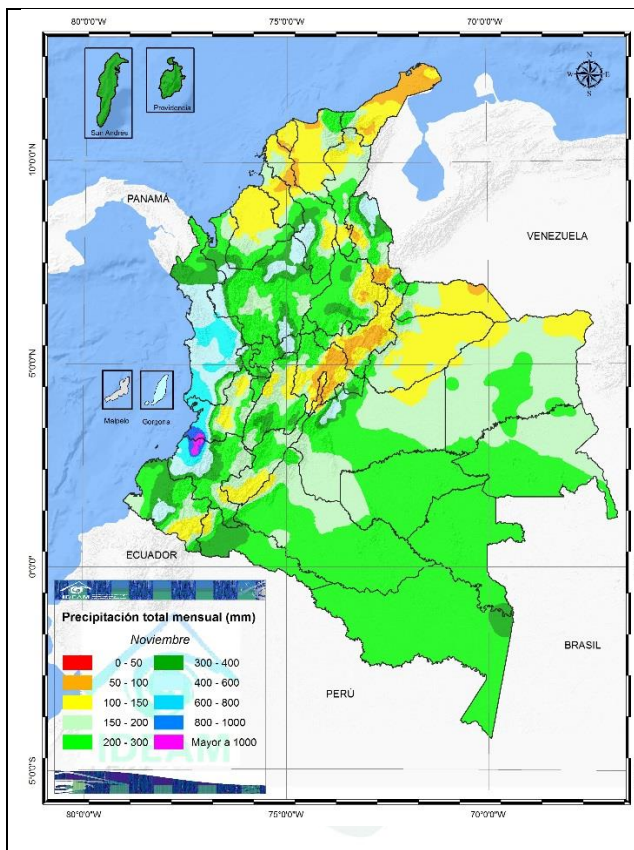 80°0'0"W 75°0'0"W 70°0'0"W
N
W E
S
San Andres
Providencia
10°0'0"N
PANAMÁ
VENEZUELA
5°0'0"N
Malpelo
Gorgona
ECUADOR
0°0'0"
IDEAM
Precipitación total mensual (mm)
Noviembre
0 - 50 300 - 400
50 - 100 400 - 600
100 - 150 600 - 800
150 - 200 800 - 1000
200 - 300 Mayor a 1000
IDEAM
BRASIL
PERÚ
5°0'0"S
80°0'0"W 75°0'0"W 70°0'0"W